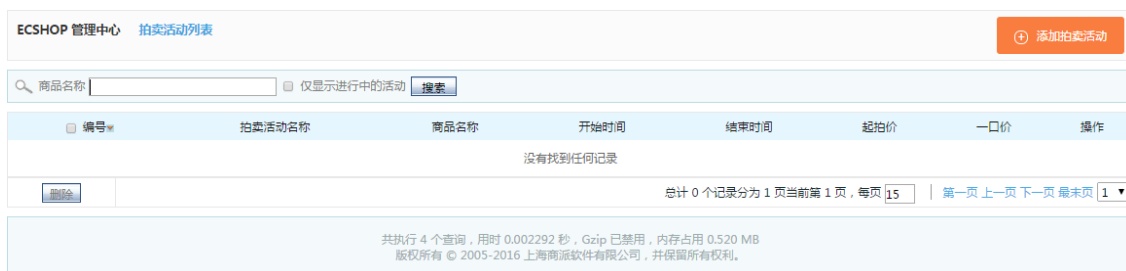 ECSHOP 管理中心 拍卖活动列表 添加拍卖活动
商品名称 仅显示进行中的活动 搜索
编号 拍卖活动名称 商品名称 开始时间 结束时间 起拍价 一口价 操作
没有找到任何记录
删除 总计 0 个记录分为 1 页当前第 1 页，每页 15 第一页 上一页 下一页 最末页 1
共执行 4 个查询，用时 0.002292 秒，Gzip 已禁用，内存占用 0.520 MB
版权所有 © 2005-2016 上海商派软件有限公司，并保留所有权利。